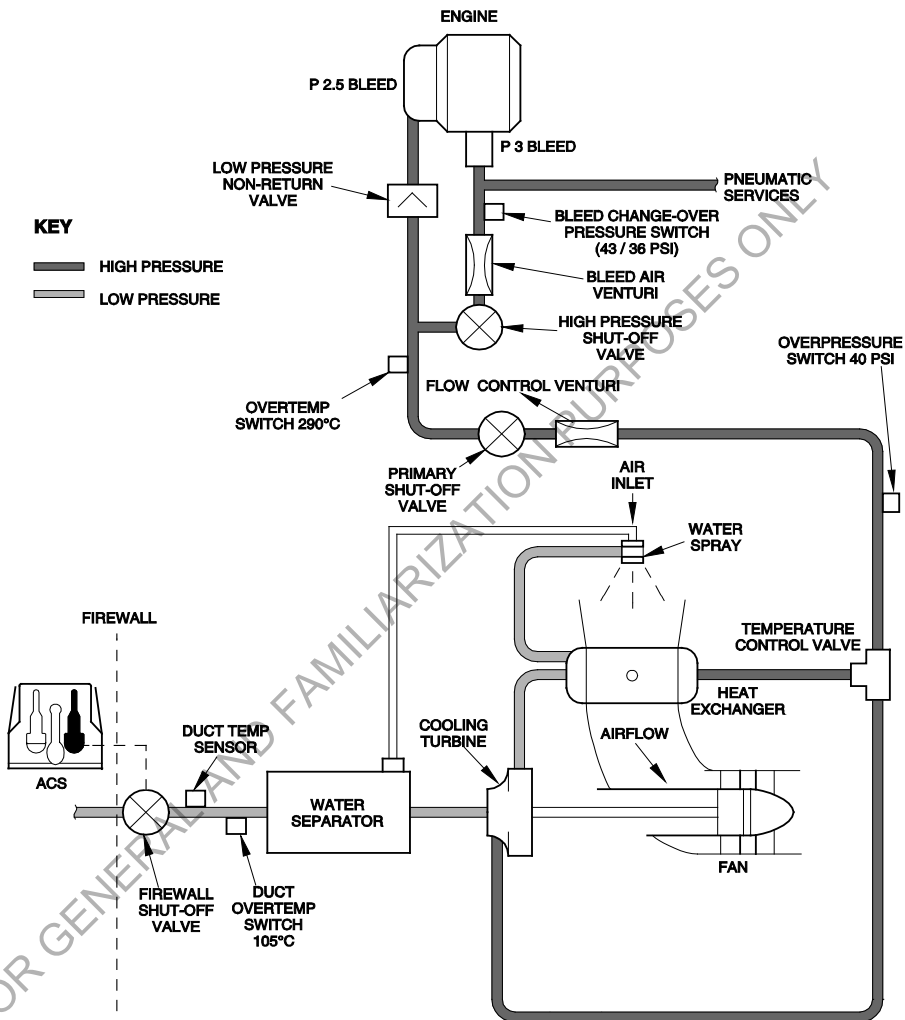 ENGINE
P 2.5 BLEED
P 3 BLEED
LOW PRESSURE
NON-RETURN
VALVE
PNEUMATIC
SERVICES
BLEED CHANGE-OVER
PRESSURE SWITCH
(43 / 36 PSI)
KEY
HIGH PRESSURE
LOW PRESSURE
BLEED AIR
VENTURI
HIGH PRESSURE
SHUT-OFF
VALVE
OVERPRESSURE
SWITCH 40 PSI
FLOW CONTROL VENTURI
OVERTEMP
SWITCH 290°C
PRIMARY
SHUT-OFF
VALVE
AIR
INLET
WATER
SPRAY
FIREWALL
TEMPERATURE
CONTROL VALVE
HEAT
EXCHANGER
COOLING
TURBINE
AIRFLOW
DUCT TEMP
SENSOR
ACS
WATER
SEPARATOR
FAN
FIREWALL
SHUT-OFF
VALVE
DUCT
OVERTEMP
SWITCH
105°C
OR GENERAL AND FAMILIARIZATION PURPOSES ONLY